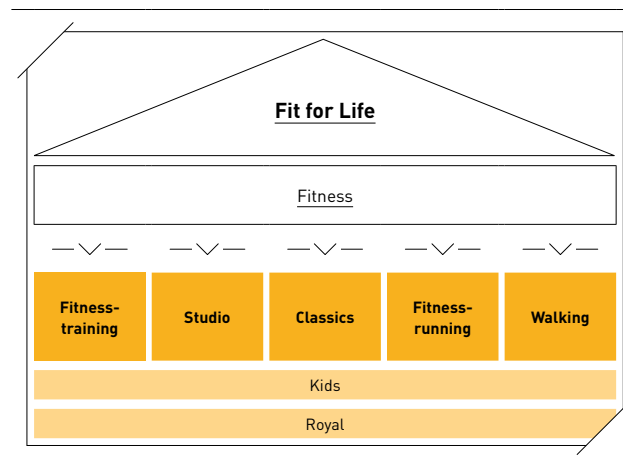 Fit for Life
Fitness
Fitness-
training
Studio
Classics
Fitness-
running
Walking
Kids
Royal